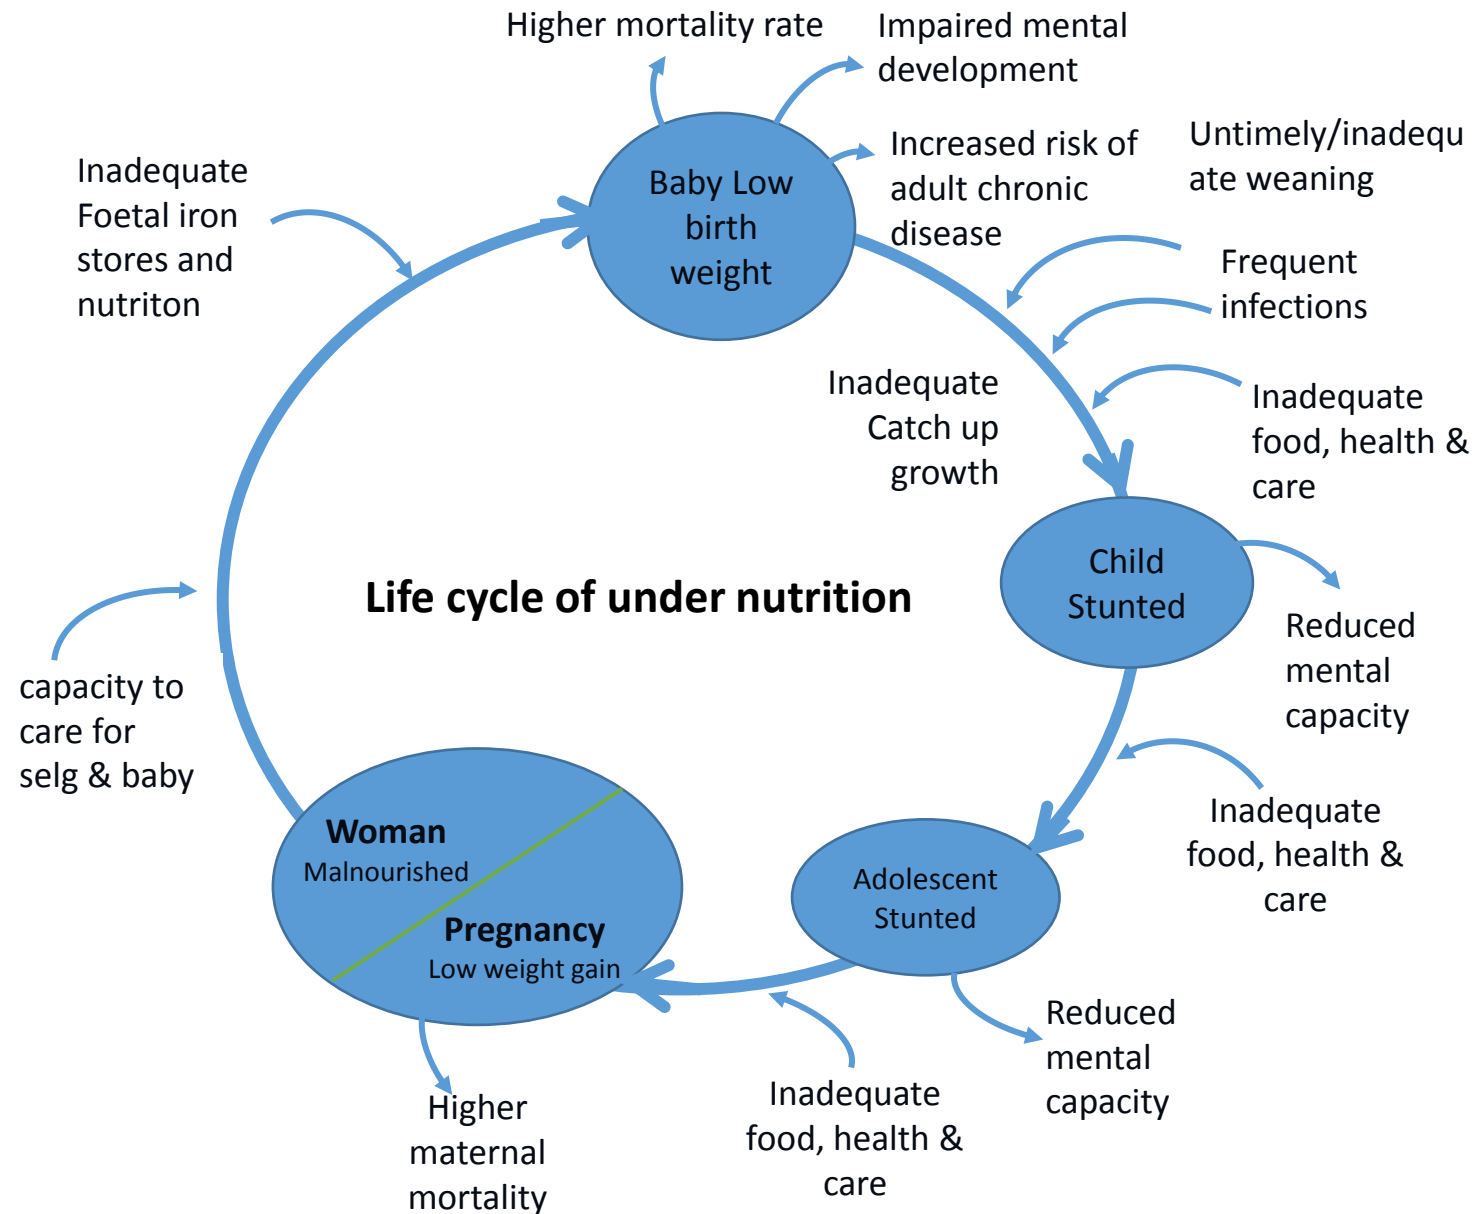 Higher mortality rate
Impaired mental
development
Increased risk of
adult chronic
disease
Untimely/inadequ
ate weaning
Inadequate
Foetal iron
stores and
nutriton
Baby Low
birth
weight
Frequent
infections
Inadequate
Catch up
growth
Inadequate
food, health &
care
Child
Stunted
Life cycle of under nutrition
Reduced
mental
capacity
capacity to
care for
selg & baby
Inadequate
food, health &
care
Woman
Malnourished
Pregnancy
Low weight gain
Adolescent
Stunted
Reduced
mental
capacity
Inadequate
food, health &
care
Higher
maternal
mortality